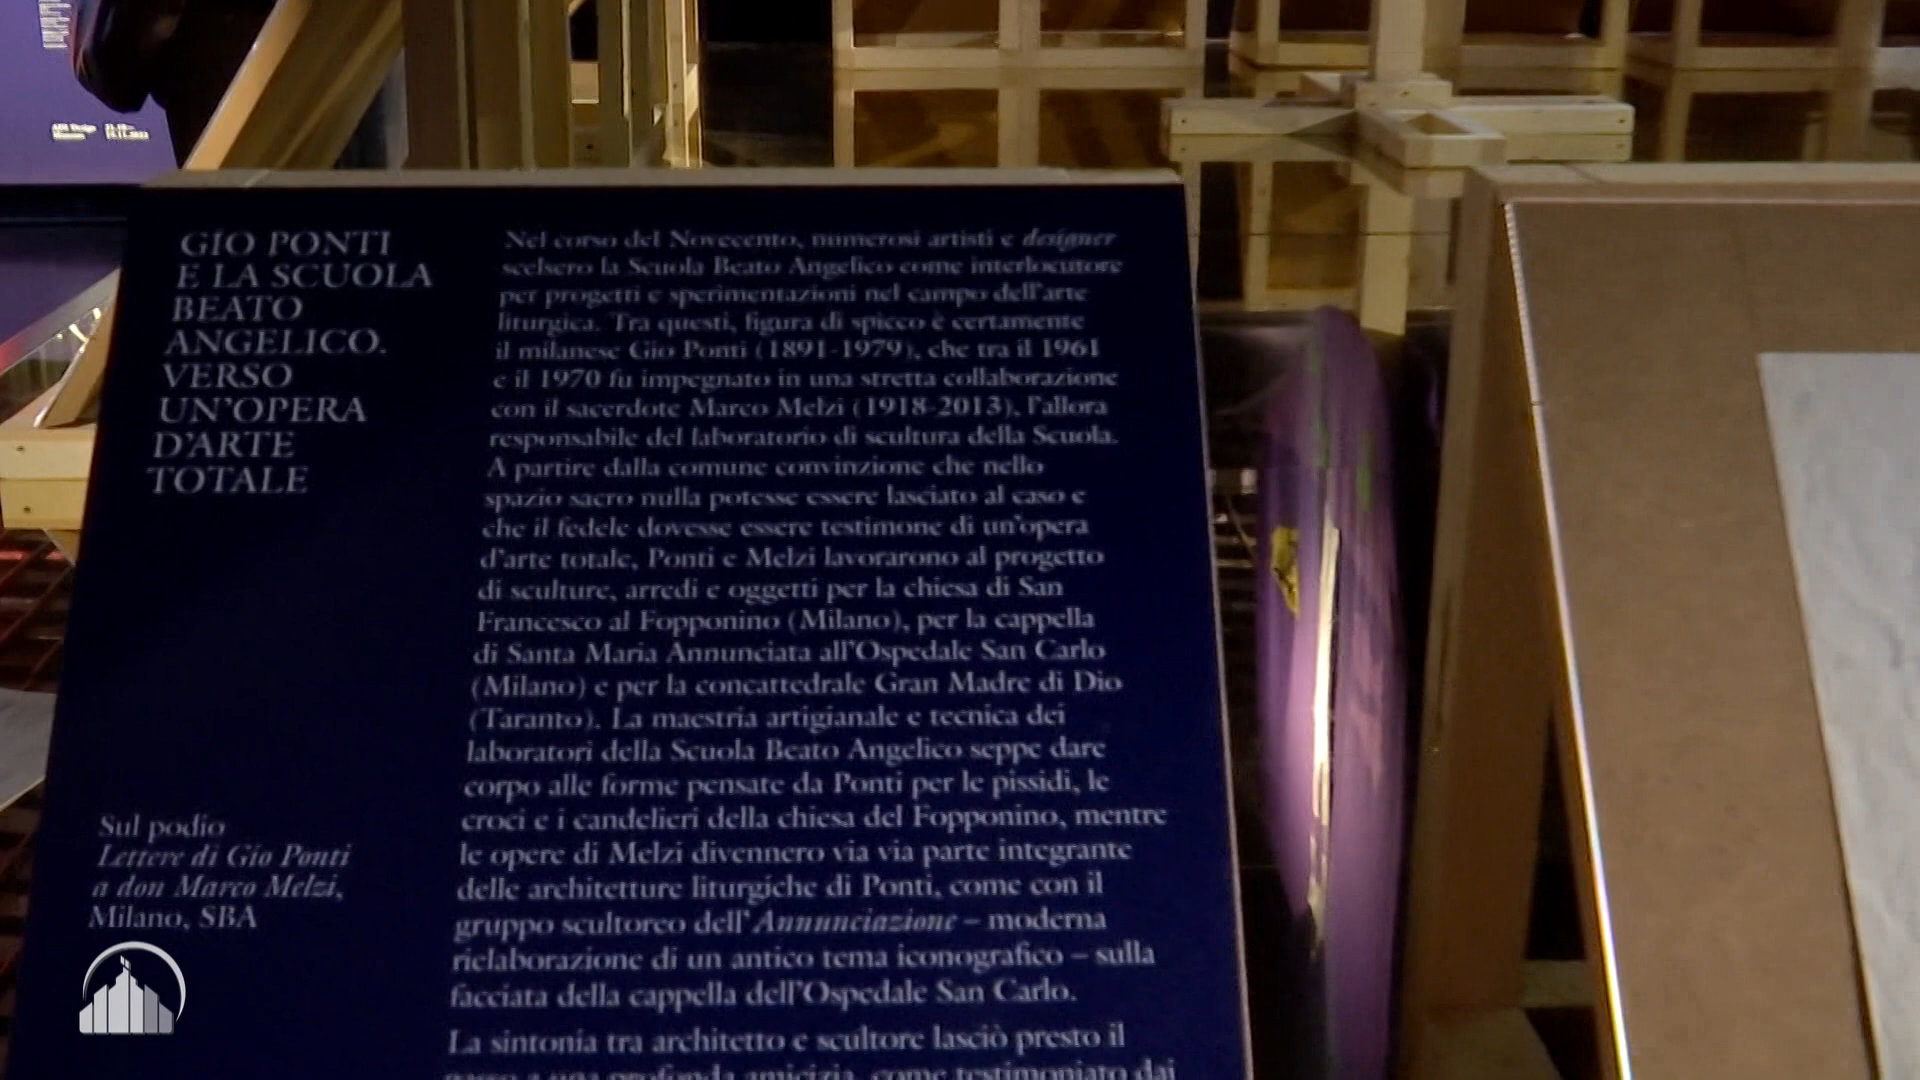 ADI Design
Museum
GIO PONTI
E LA SCUOLA
BEATO
ANGELICO.
VERSO
UN'OPERA
D'ARTE
TOTALE
Sul podio
Lettere di Gio Ponti
a don Marco Melzi,
Milano, SBA
Nel corso del Novecento, numerosi artisti e designer
scelsero la Scuola Beato Angelico come interlocutore
per progetti e sperimentazioni nel campo dell'arte
liturgica. Tra questi, figura di spicco è certamente
il milanese Gio Ponti (1891-1979), che tra il 1961
e il 1970 fu impegnato in una stretta collaborazione
con il sacerdote Marco Melzi (1918-2013), l'allora
responsabile del laboratorio di scultura della Scuola.
A partire dalla comune convinzione che nello
spazio sacro nulla potesse essere lasciato al caso e
che il fedele dovesse essere testimone di un'opera
d'arte totale, Ponti e Melzi lavorarono al progetto
di sculture, arredi e oggetti per la chiesa di San
Francesco al Fopponino (Milano), per la cappella
di Santa Maria Annunciata all'Ospedale San Carlo
(Milano) e per la concattedrale Gran Madre di Dio
(Taranto). La maestria artigianale e tecnica dei
laboratori della Scuola Beato Angelico seppe dare
corpo alle forme pensate da Ponti per le pissidi, le
croci e i candelieri della chiesa del Fopponino, mentre
le opere di Melzi divennero via via parte integrante
delle architetture liturgiche di Ponti, come con il
gruppo scultoreo dell'Annunciazione – moderna
rielaborazione di un antico tema iconografico – sulla
facciata della cappella dell'Ospedale San Carlo.
La sintonia tra architetto e scultore lasciò presto il
passo a una profonda amicizia, come testimoniato dai